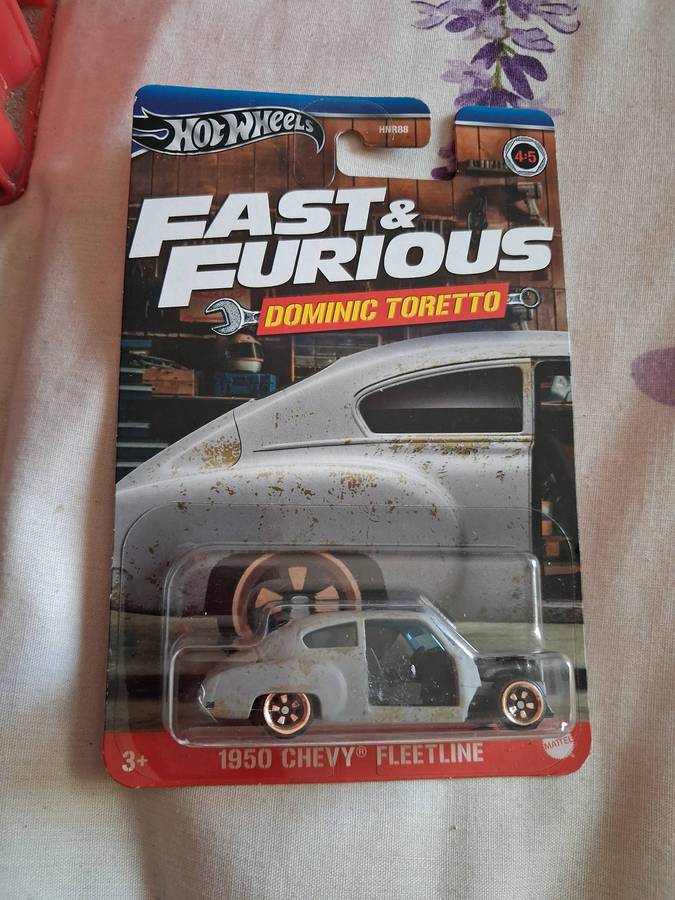 HOT WHEELS
HNR88
4:5
FAST &
FURIOUS
DOMINIC TORETTO
3+
1950 CHEVY® FLEETLINE
MATTEL